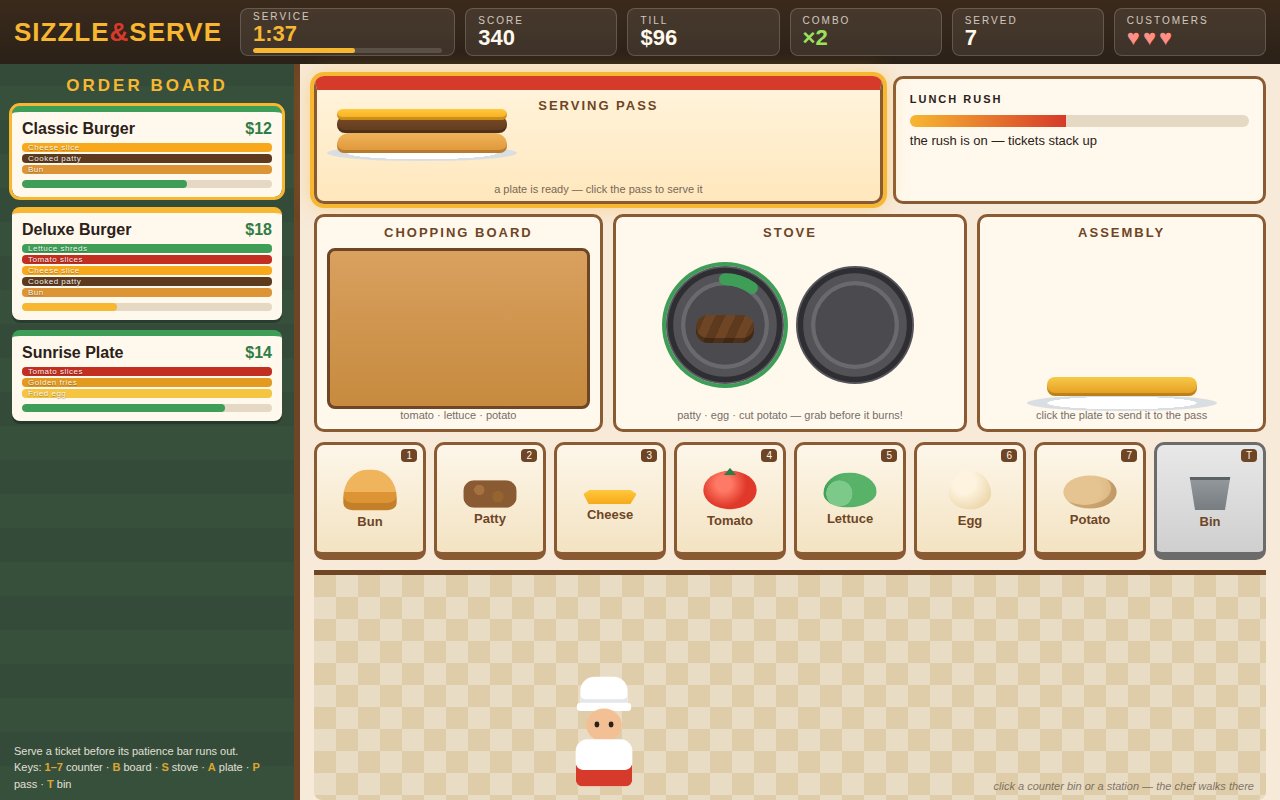 SIZZLE&SERVE
SERVICE
1:37
SCORE
340
TILL
$96
COMBO
×2
SERVED
7
CUSTOMERS
♥♥♥
ORDER BOARD
Classic Burger $12
Cheese slice
Cooked patty
Bun
Deluxe Burger $18
Lettuce shreds
Tomato slices
Cheese slice
Cooked patty
Bun
Sunrise Plate $14
Tomato slices
Golden fries
Fried egg
Serve a ticket before its patience bar runs out.
Keys: 1–7 counter · B board · S stove · A plate · P
pass · T bin
SERVING PASS
a plate is ready — click the pass to serve it
LUNCH RUSH
the rush is on — tickets stack up
CHOPPING BOARD
tomato · lettuce · potato
STOVE
patty · egg · cut potato — grab before it burns!
ASSEMBLY
click the plate to send it to the pass
1
Bun
2
Patty
3
Cheese
4
Tomato
5
Lettuce
6
Egg
7
Potato
T
Bin
click a counter bin or a station — the chef walks there